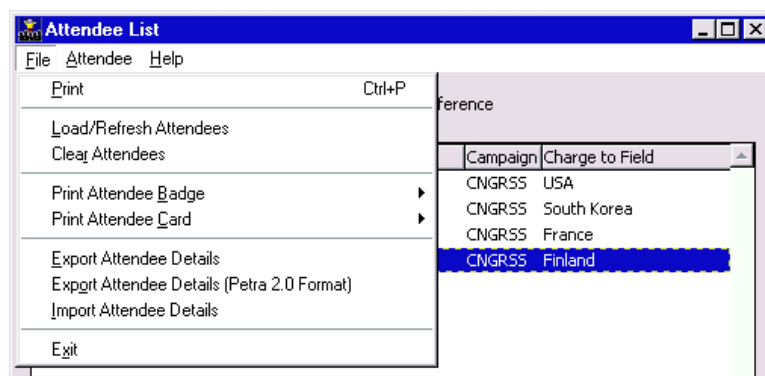 Attendee List
File Attendee Help
Print Ctrl+P
ference
Load/Refresh Attendees
Clear Attendees
Campaign Charge to Field
Print Attendee Badge
CNGRSS USA
Print Attendee Card
CNGRSS South Korea
CNGRSS France
Export Attendee Details
CNGRSS Finland
Export Attendee Details (Petra 2.0 Format)
Import Attendee Details
Exit